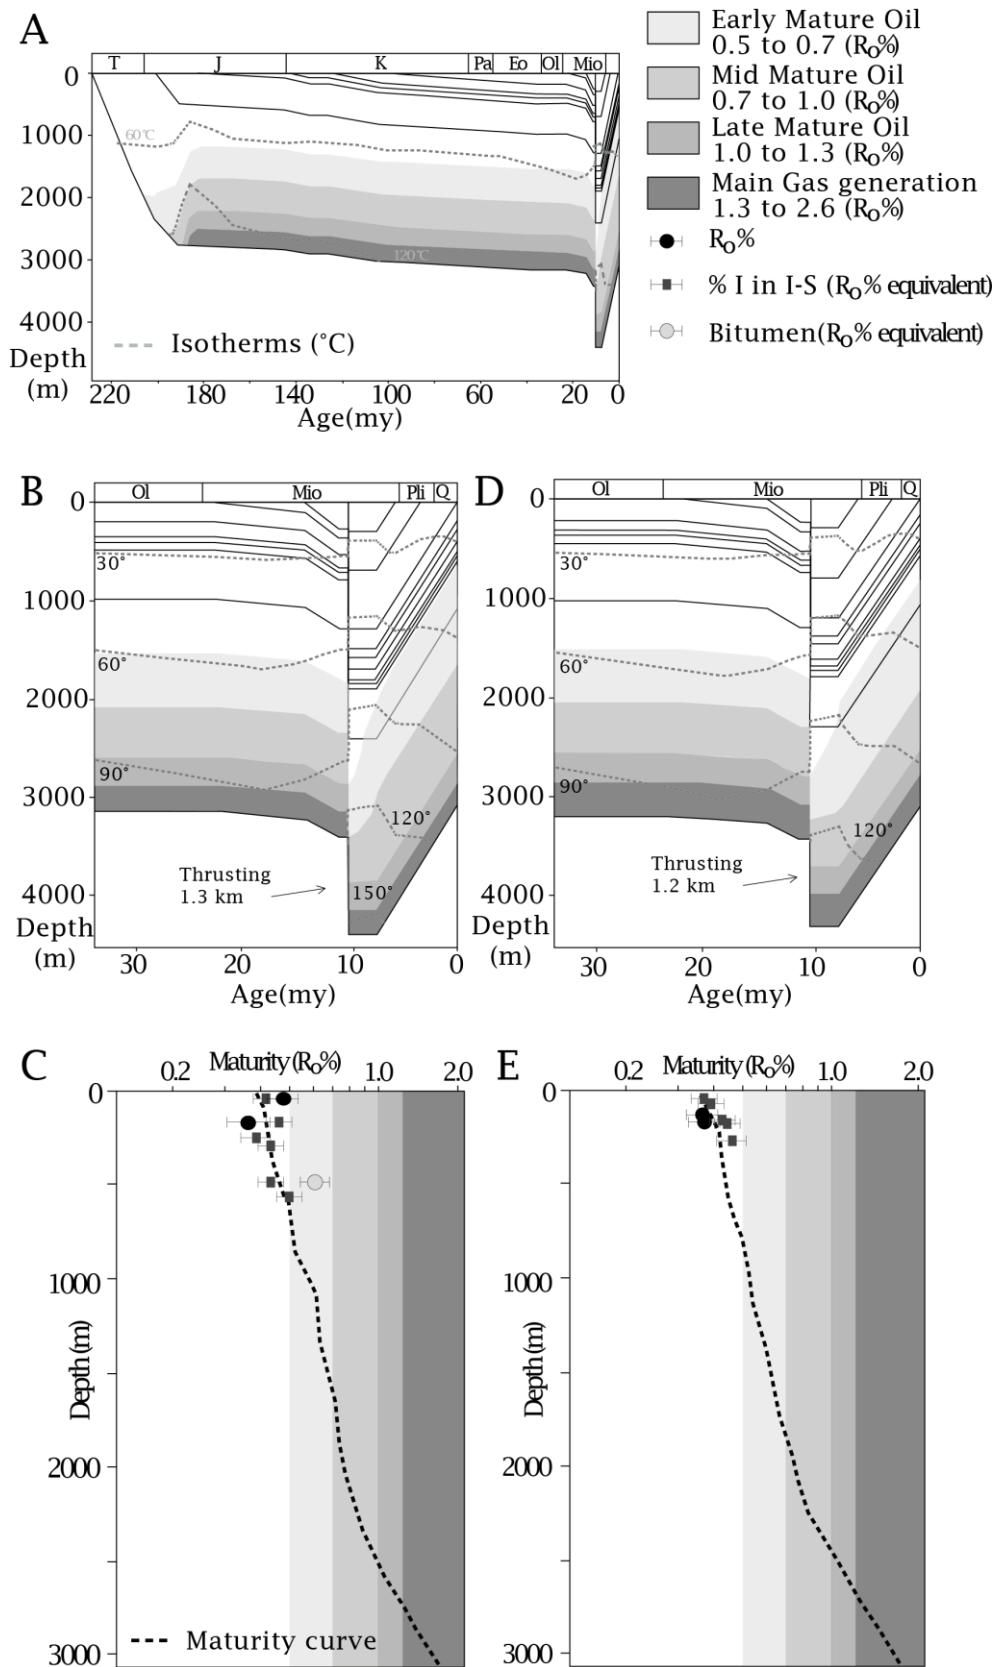 A
T J K Pa Eo Ol Mio
0
1000
2000
3000
4000
Depth
(m)
60°C
120°C
Isotherms (°C)
220 180 140 100 60 20 0
Age(my)
Early Mature Oil
0.5 to 0.7 (Ro%)
Mid Mature Oil
0.7 to 1.0 (Ro%)
Late Mature Oil
1.0 to 1.3 (Ro%)
Main Gas generation
1.3 to 2.6 (Ro%)
Ro%
% I in I-S (Ro% equivalent)
Bitumen(Ro% equivalent)
B
Ol Mio Pli Q
0
30°
1000
60°
2000
90°
3000
120°
Thrusting
1.3 km
150°
4000
Depth
(m)
30 20 10 0
Age(my)
D
Ol Mio Pli Q
0
30°
1000
60°
2000
90°
3000
120°
Thrusting
1.2 km
4000
Depth
(m)
30 20 10 0
Age(my)
C
Maturity (Ro%)
0.2 1.0 2.0
0
1000
Depth(m)
2000
3000
Maturity curve
E
Maturity (Ro%)
0.2 1.0 2.0
0
1000
Depth(m)
2000
3000